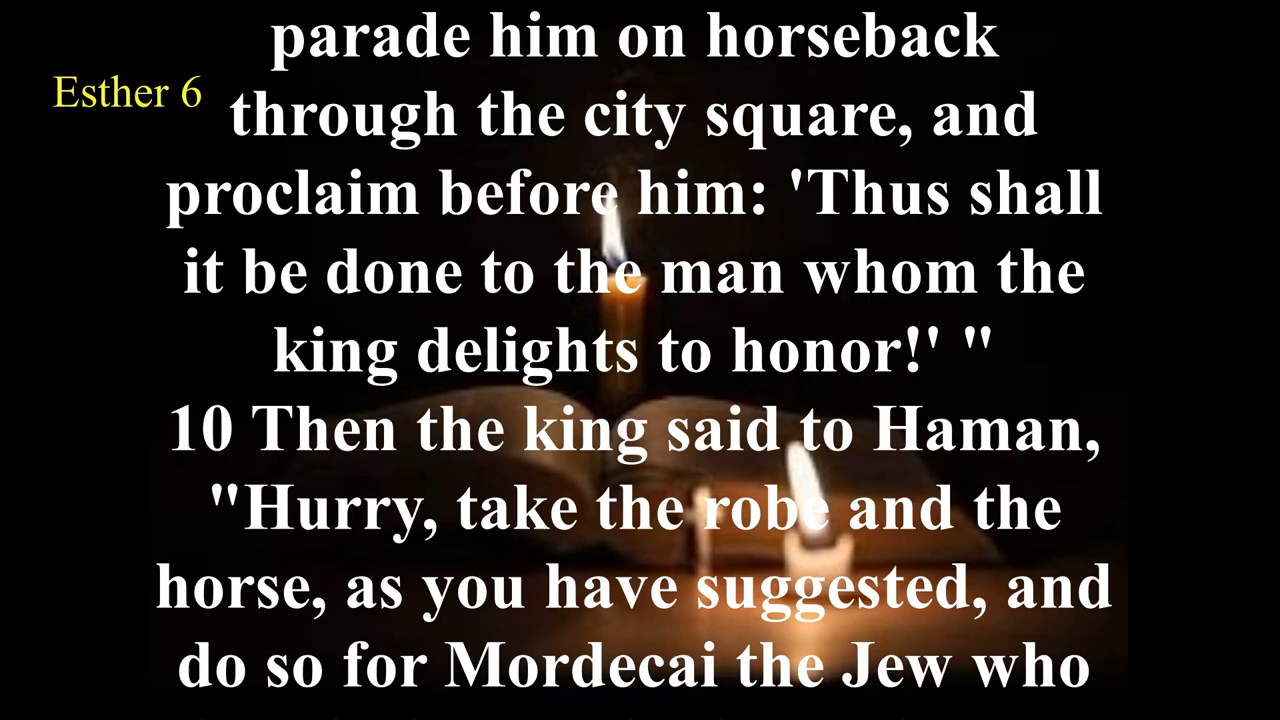 parade him on horseback
Esther 6
through the city square, and
proclaim before him: 'Thus shall
it be done to the man whom the
king delights to honor!' "
10 Then the king said to Haman,
"Hurry, take the robe and the
horse, as you have suggested, and
do so for Mordecai the Jew who